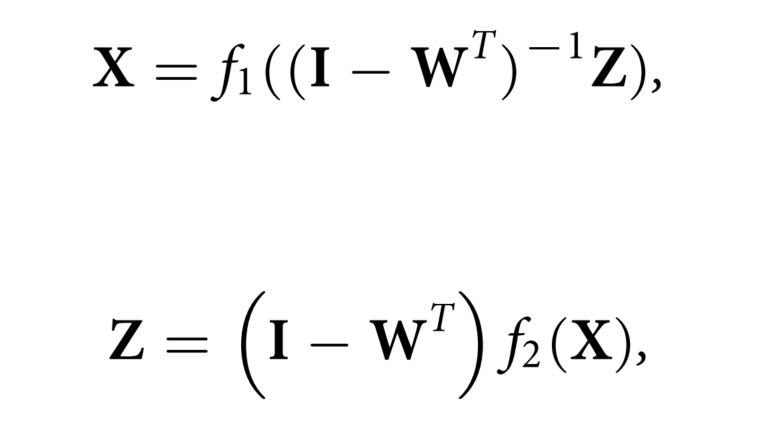 𝐗 = f₁((𝐈 − 𝐖ᵀ)⁻¹𝐙),
𝐙 = (𝐈 − 𝐖ᵀ) f₂(𝐗),